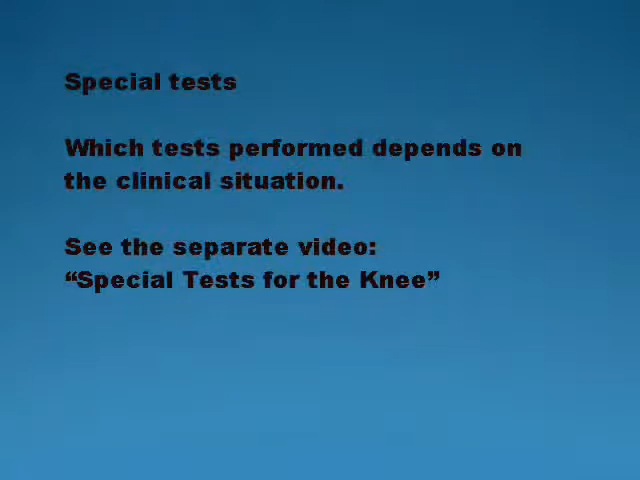 Special tests
Which tests performed depends on
the clinical situation.
See the separate video:
“Special Tests for the Knee”